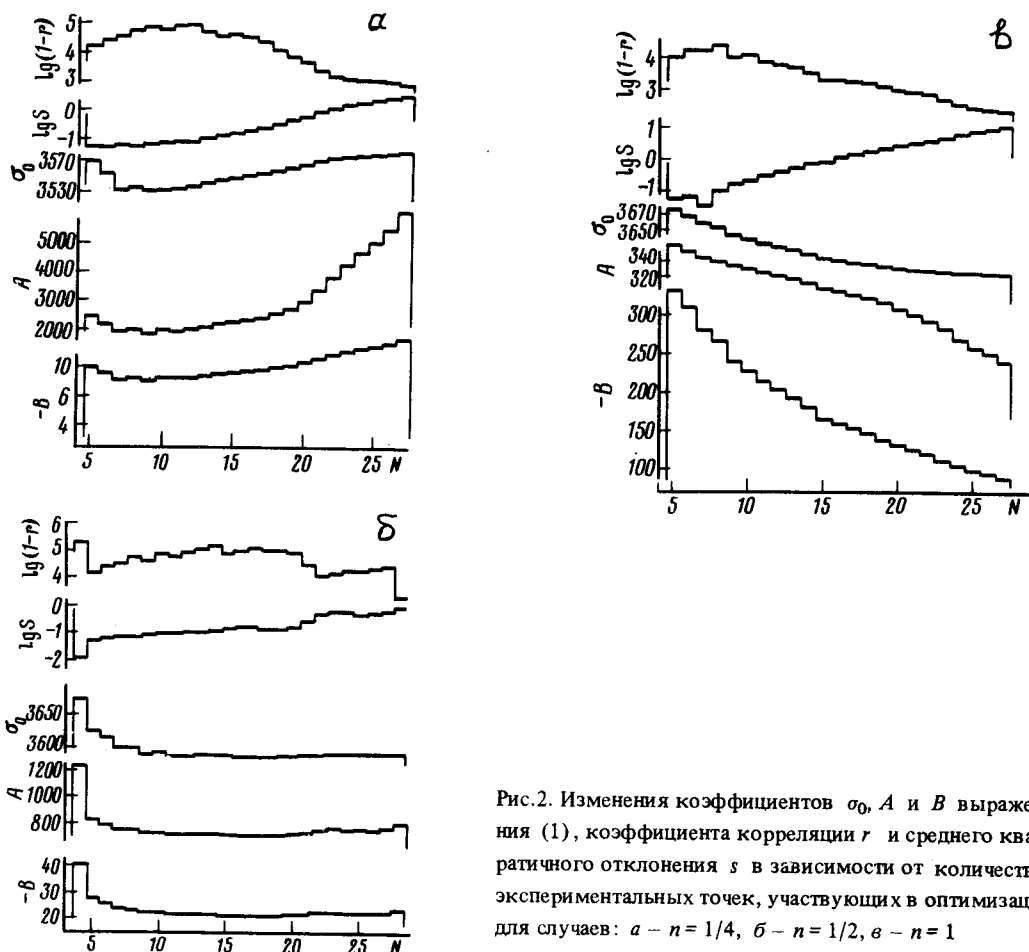 а
lg(1-r)
5
4
3
lgS
0
-1
σ₀
3570
3530
A
5000
4000
3000
2000
-B
10
6
4
5 10 15 20 25 N
в
lg(1-r)
4
3
lgS
1
0
-1
σ₀
3670
3650
A
340
320
-B
300
250
200
150
100
5 10 15 20 25 N
б
lg(1-r)
6
5
4
lgS
0
-1
-2
σ₀
3650
3600
A
1200
1000
800
-B
40
30
20
5 10 15 20 25 N
Рис.2. Изменения коэффициентов σ₀, A и B выраже
ния (1), коэффициента корреляции r и среднего ква
ратичного отклонения s в зависимости от количеств
экспериментальных точек, участвующих в оптимизац
для случаев: а – n = 1/4, б – n = 1/2, в – n = 1